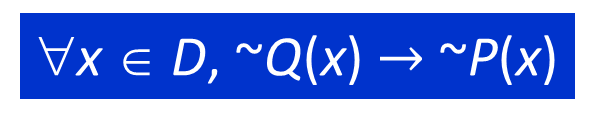 ∀x ∈ D, ~Q(x) → ~P(x)